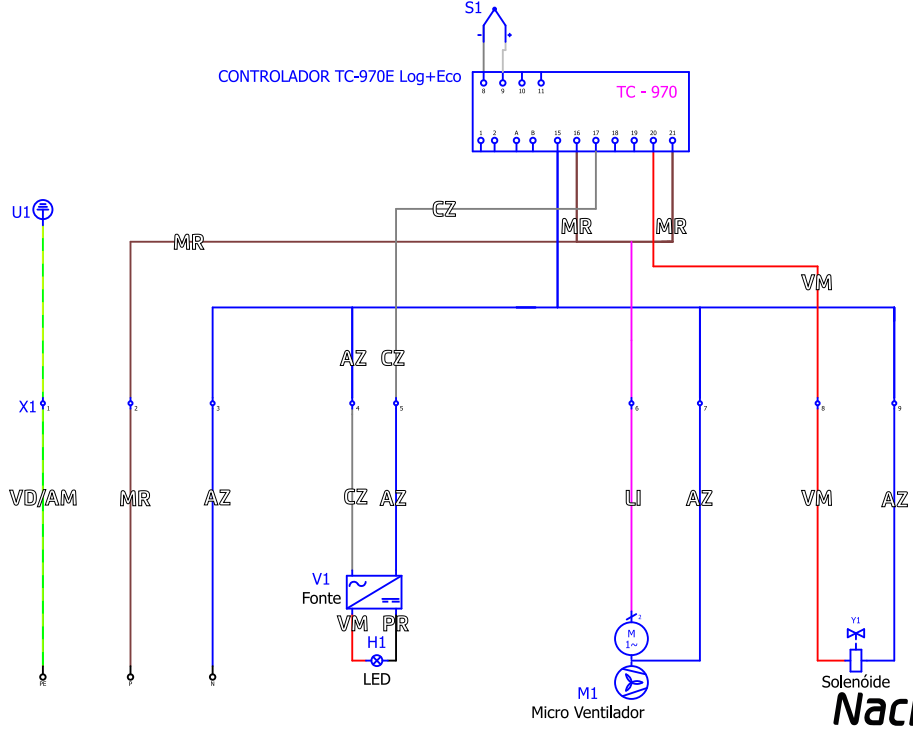 S1
- +
CONTROLADOR TC-970E Log+Eco
8 9 10 11
TC - 970
1 2 A B 15 16 17 18 19 20 21
U1
CZ
MR MR
MR
VM
AZ CZ
X1
1 2 3 4 5 6 7 8 9
VD/AM MR AZ CZ AZ LI AZ VM AZ
V1
Fonte
VM PR
H1
LED
M
1~
Y1
Solenóide
PE P N
M1
Micro Ventilador
Naci